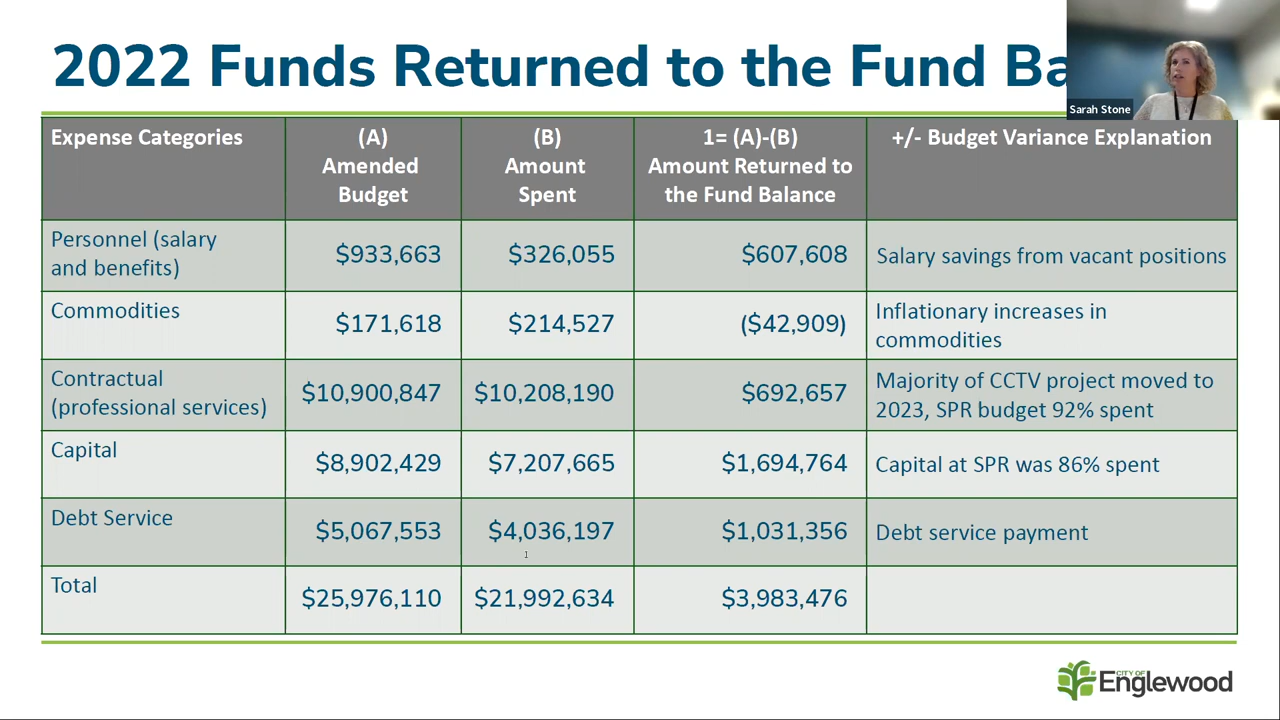 2022 Funds Returned to the Fund Ba
Sarah Stone
Expense Categories
(A)
Amended
Budget
(B)
Amount
Spent
1= (A)-(B)
Amount Returned to
the Fund Balance
+/- Budget Variance Explanation
Personnel (salary
and benefits)
$933,663
$326,055
$607,608
Salary savings from vacant positions
Commodities
$171,618
$214,527
($42,909)
Inflationary increases in
commodities
Contractual
(professional services)
$10,900,847
$10,208,190
$692,657
Majority of CCTV project moved to
2023, SPR budget 92% spent
Capital
$8,902,429
$7,207,665
$1,694,764
Capital at SPR was 86% spent
Debt Service
$5,067,553
$4,036,197
$1,031,356
Debt service payment
Total
$25,976,110
$21,992,634
$3,983,476
CITY OF
Englewood